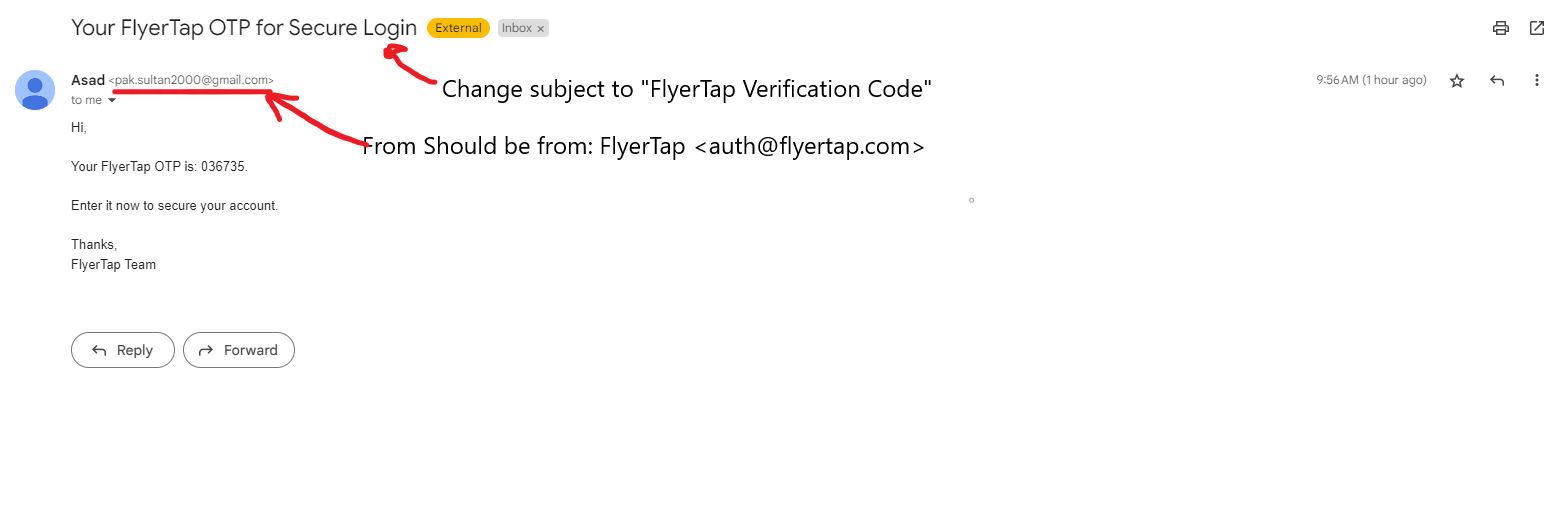 Your FlyerTap OTP for Secure Login External Inbox ×
Asad <pak.sultan2000@gmail.com> 9:56 AM (1 hour ago)
Change subject to "FlyerTap Verification Code"
to me
Hi,
From Should be from: FlyerTap <auth@flyertap.com>
Your FlyerTap OTP is: 036735.
Enter it now to secure your account.
Thanks,
FlyerTap Team
Reply Forward